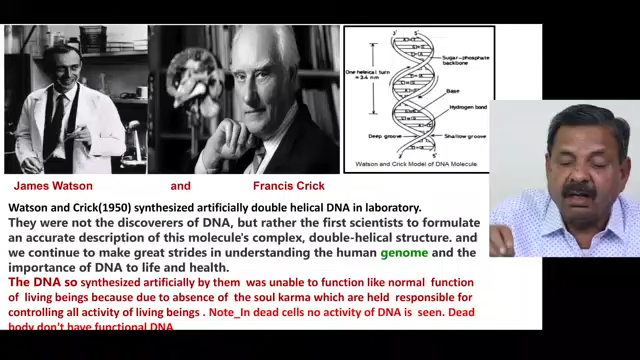 3' 5'
Sugar-phosphate
backbone
One helical turn
= 3.4 nm
Base
Hydrogen bond
Deep groove
Shallow groove
Watson and Crick Model of DNA Molecule
James Watson and Francis Crick
Watson and Crick(1950) synthesized artificially double helical DNA in laboratory.
They were not the discoverers of DNA, but rather the first scientists to formulate
an accurate description of this molecule's complex, double-helical structure. and
we continue to make great strides in understanding the human genome and the
importance of DNA to life and health.
The DNA so synthesized artificially by them was unable to function like normal function
of living beings because due to absence of the soul karma which are held responsible for
controlling all activity of living beings . Note_In dead cells no activity of DNA is seen. Dead
body don't have functional DNA